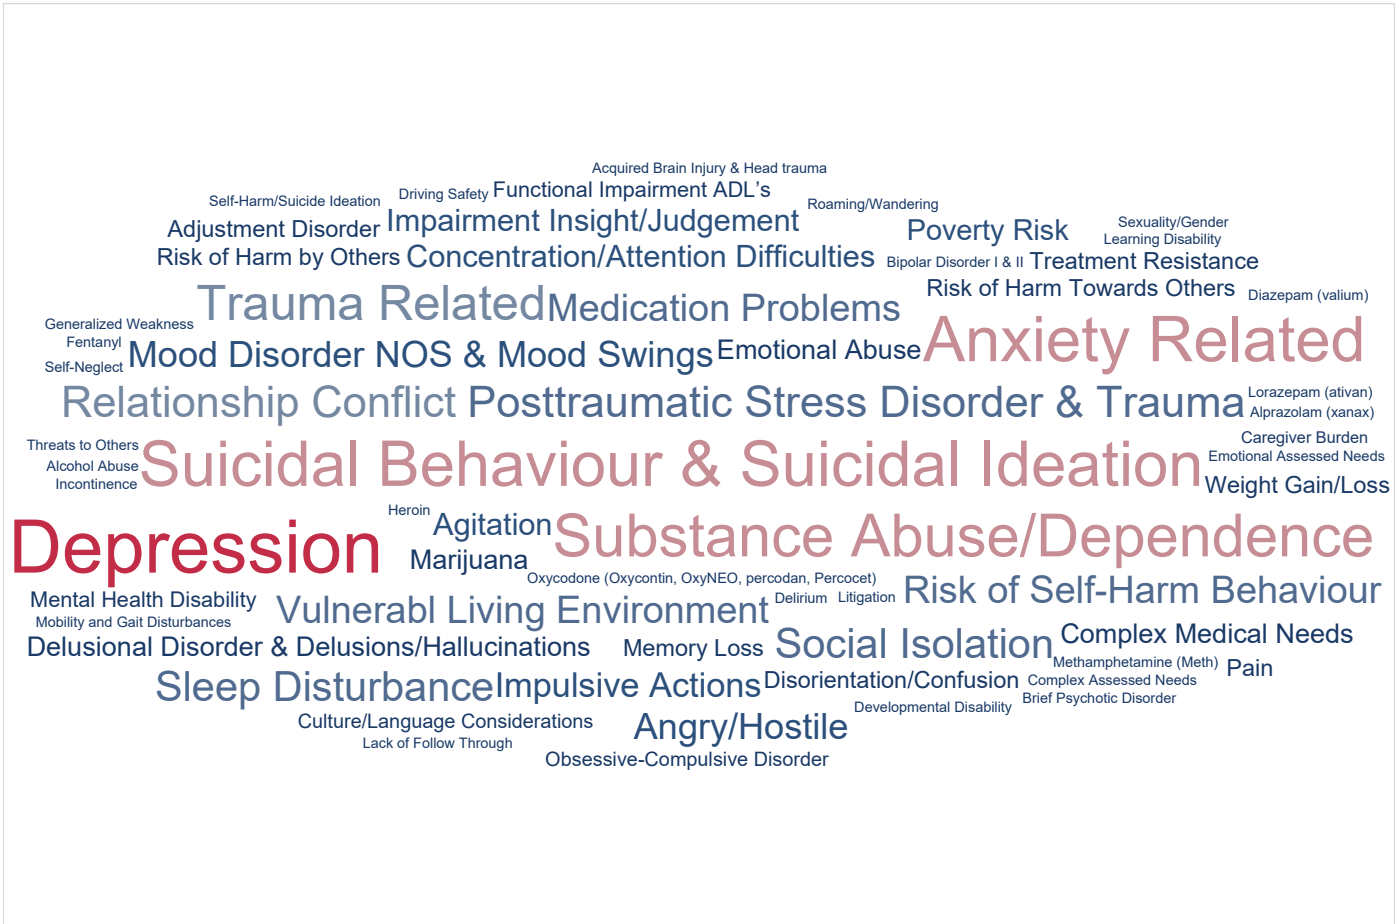 Acquired Brain Injury & Head trauma
Self-Harm/Suicide Ideation
Driving Safety
Functional Impairment ADL’s
Roaming/Wandering
Adjustment Disorder
Impairment Insight/Judgement
Poverty Risk
Sexuality/Gender
Learning Disability
Risk of Harm by Others
Concentration/Attention Difficulties
Bipolar Disorder I & II
Treatment Resistance
Trauma Related
Medication Problems
Risk of Harm Towards Others
Diazepam (valium)
Generalized Weakness
Fentanyl
Self-Neglect
Mood Disorder NOS & Mood Swings
Emotional Abuse
Anxiety Related
Relationship Conflict
Posttraumatic Stress Disorder & Trauma
Lorazepam (ativan)
Alprazolam (xanax)
Threats to Others
Alcohol Abuse
Incontinence
Suicidal Behaviour & Suicidal Ideation
Caregiver Burden
Emotional Assessed Needs
Weight Gain/Loss
Depression
Heroin
Agitation
Marijuana
Substance Abuse/Dependence
Oxycodone (Oxycontin, OxyNEO, percodan, Percocet)
Mental Health Disability
Mobility and Gait Disturbances
Vulnerabl Living Environment
Delirium
Litigation
Risk of Self-Harm Behaviour
Delusional Disorder & Delusions/Hallucinations
Memory Loss
Social Isolation
Complex Medical Needs
Methamphetamine (Meth)
Pain
Sleep Disturbance
Impulsive Actions
Disorientation/Confusion
Complex Assessed Needs
Brief Psychotic Disorder
Developmental Disability
Culture/Language Considerations
Angry/Hostile
Lack of Follow Through
Obsessive-Compulsive Disorder